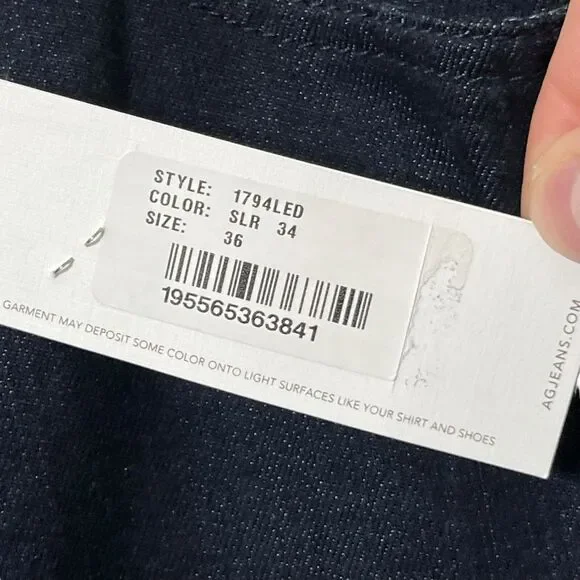 STYLE: 1794LED
COLOR: SLR 34
SIZE: 36
195565363841
GARMENT MAY DEPOSIT SOME COLOR ONTO LIGHT SURFACES LIKE YOUR SHIRT AND SHOES
AGJEANS.COM